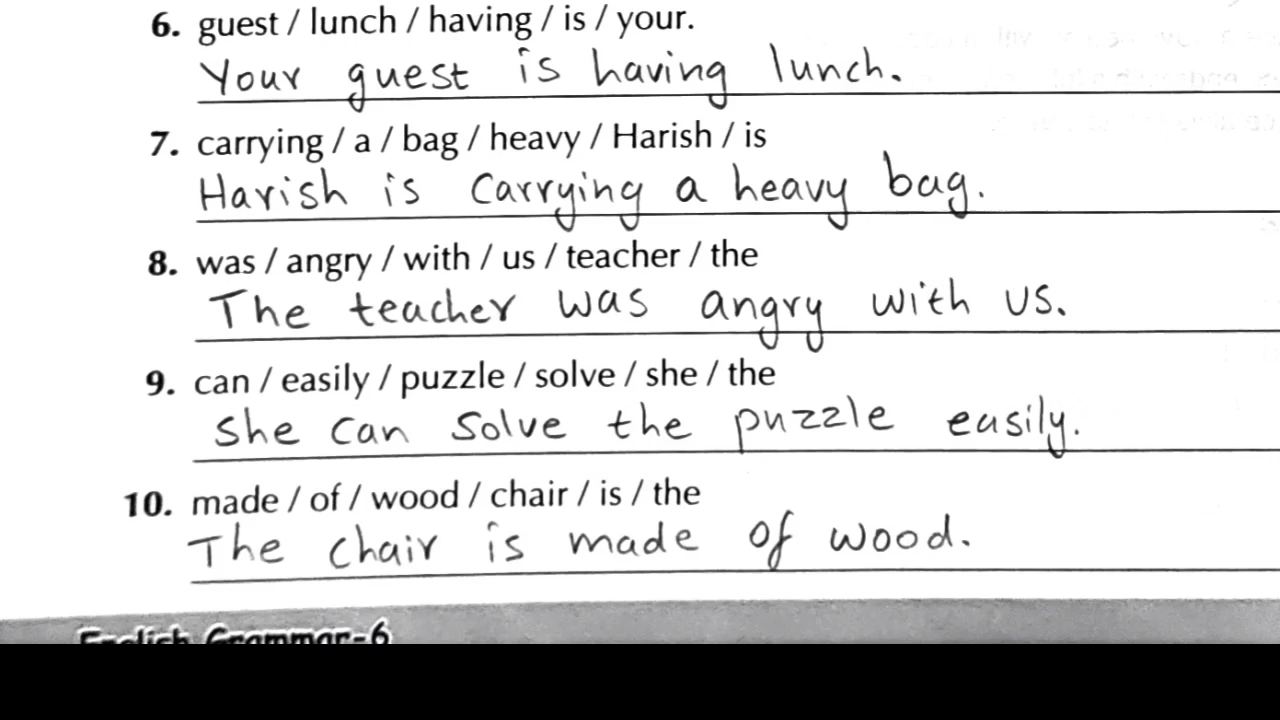 6. guest / lunch / having / is / your.
Your guest is having lunch.
7. carrying / a / bag / heavy / Harish / is
Harish is carrying a heavy bag.
8. was / angry / with / us / teacher / the
The teacher was angry with us.
9. can / easily / puzzle / solve / she / the
She can solve the puzzle easily.
10. made / of / wood / chair / is / the
The chair is made of wood.
English Grammar-6